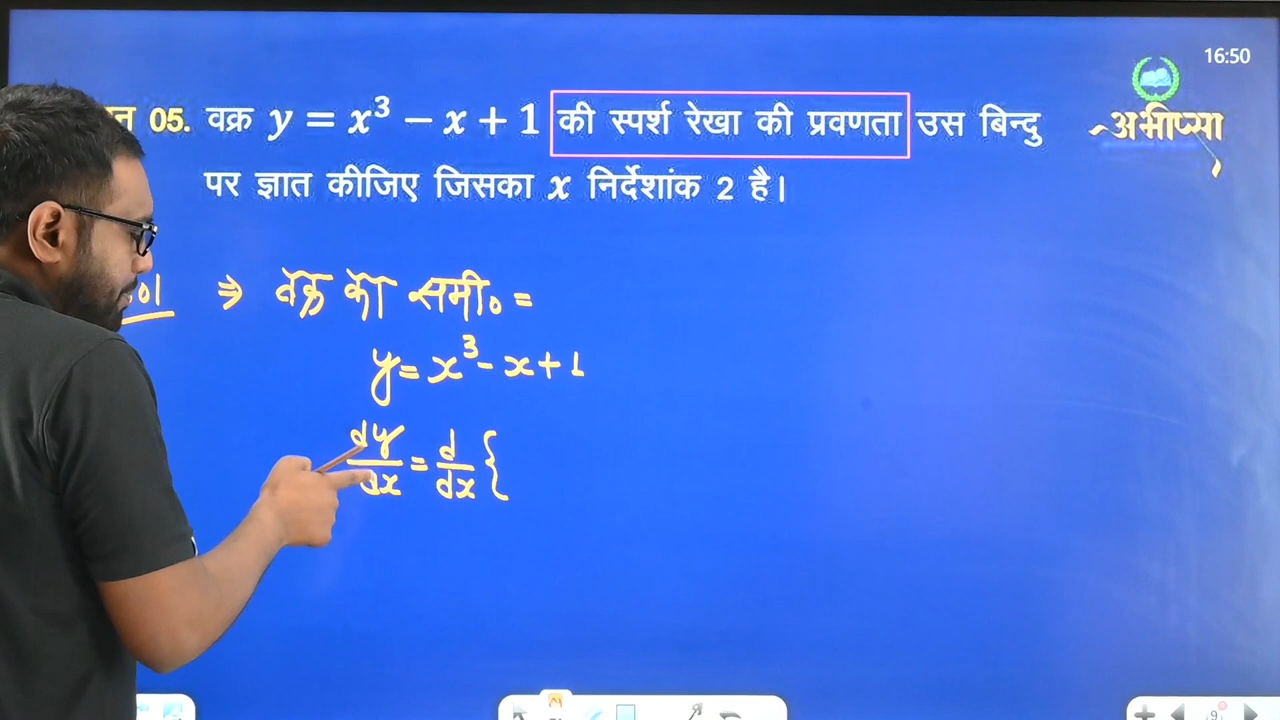 16:50
न 05. वक्र y = x³ − x + 1 की स्पर्श रेखा की प्रवणता उस बिन्दु
अभीप्सा
पर ज्ञात कीजिए जिसका x निर्देशांक 2 है।
ol ⇒ वक्र का समी० =
y = x³ - x + 1
dy/dx = d/dx {